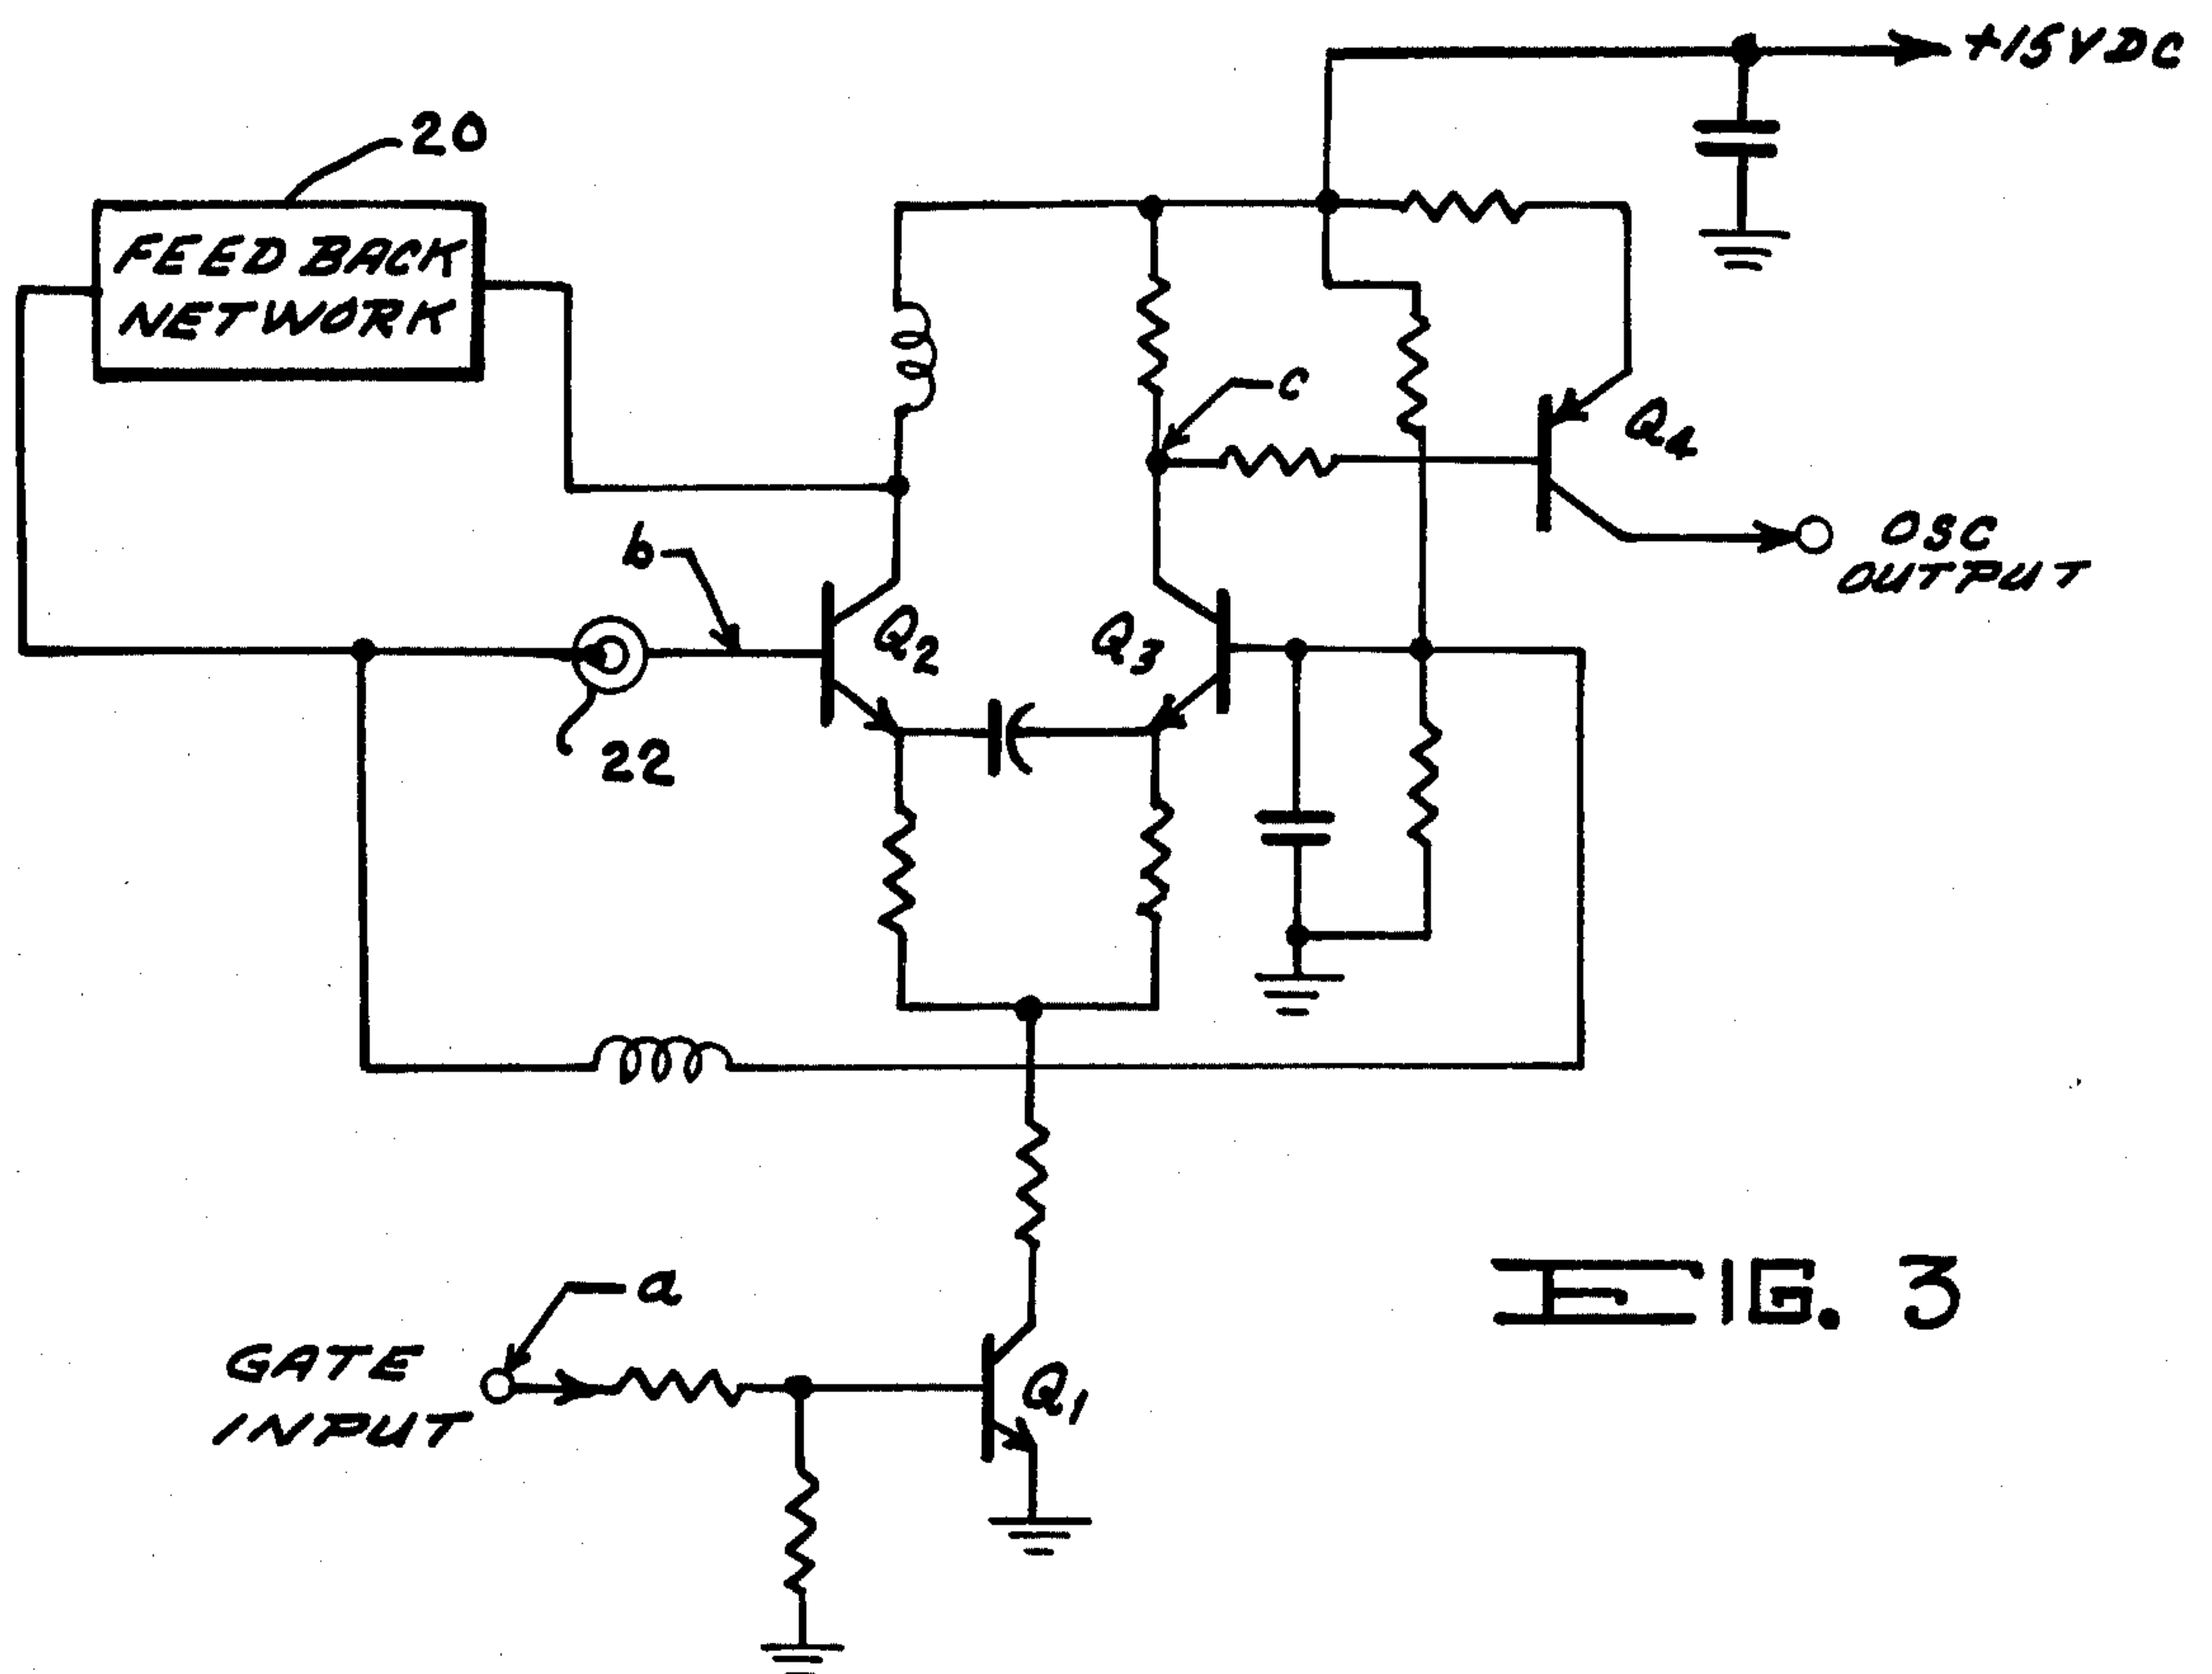 +15VDC
20
FEED BACK
NETWORK
C
Q4
b
OSC
OUTPUT
Q2
Q3
22
a
GATE
INPUT
Q1
FIG. 3